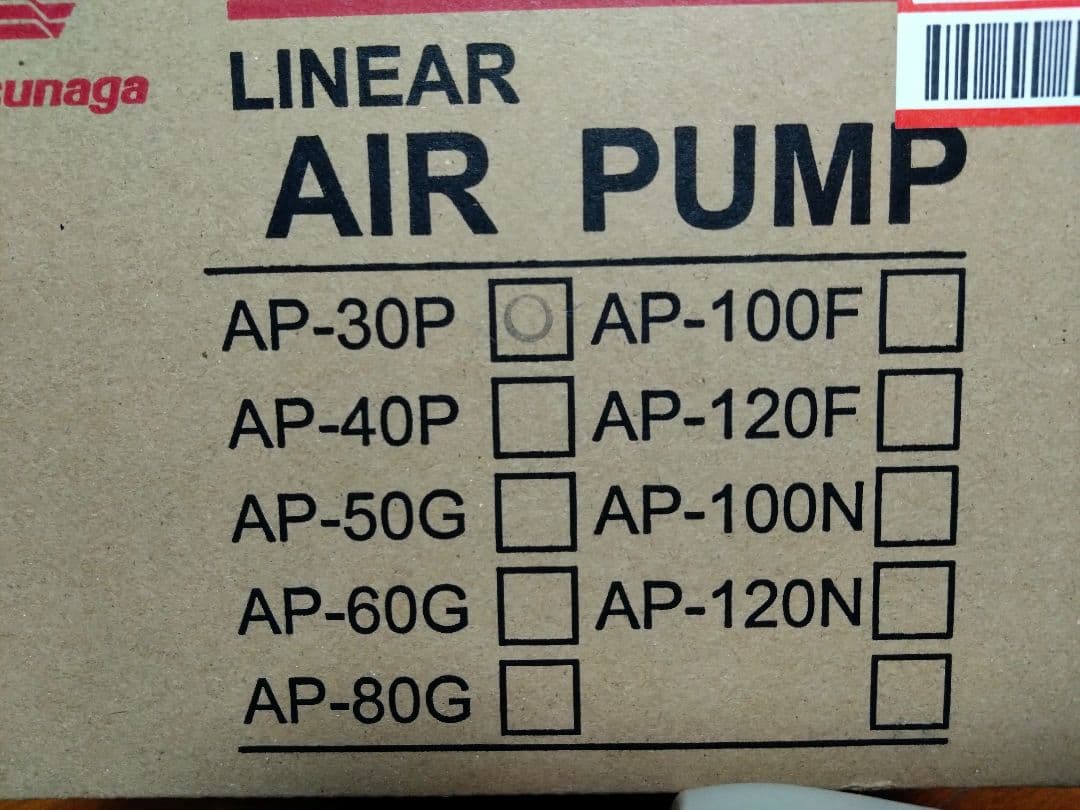 sunaga
LINEAR
AIR PUMP
AP-30P AP-100F
AP-40P AP-120F
AP-50G AP-100N
AP-60G AP-120N
AP-80G